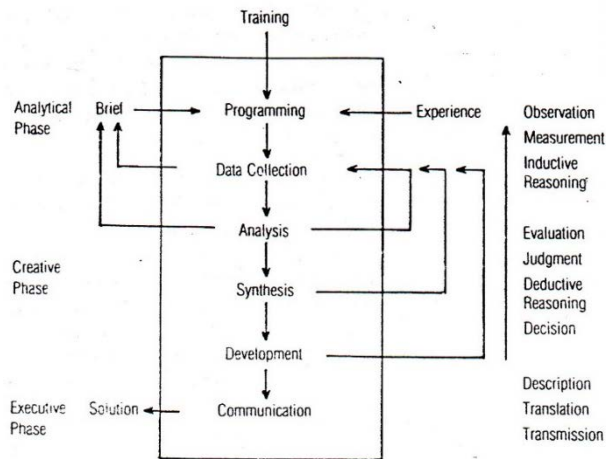 Training
Analytical Brief Programming Experience Observation
Phase Measurement
Data Collection Inductive
Reasoning
Analysis Evaluation
Judgment
Creative Synthesis Deductive
Phase Reasoning
Decision
Development
Description
Executive Solution Communication Translation
Phase Transmission